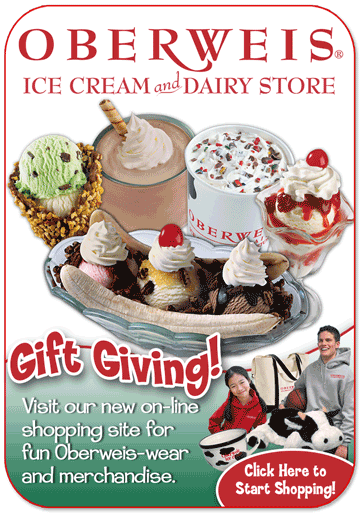 OBERWEIS®
ICE CREAM and DAIRY STORE
OBERWEIS
Gift Giving!
Visit our new on-line
shopping site for
fun Oberweis-wear
and merchandise.
Click Here to
Start Shopping!